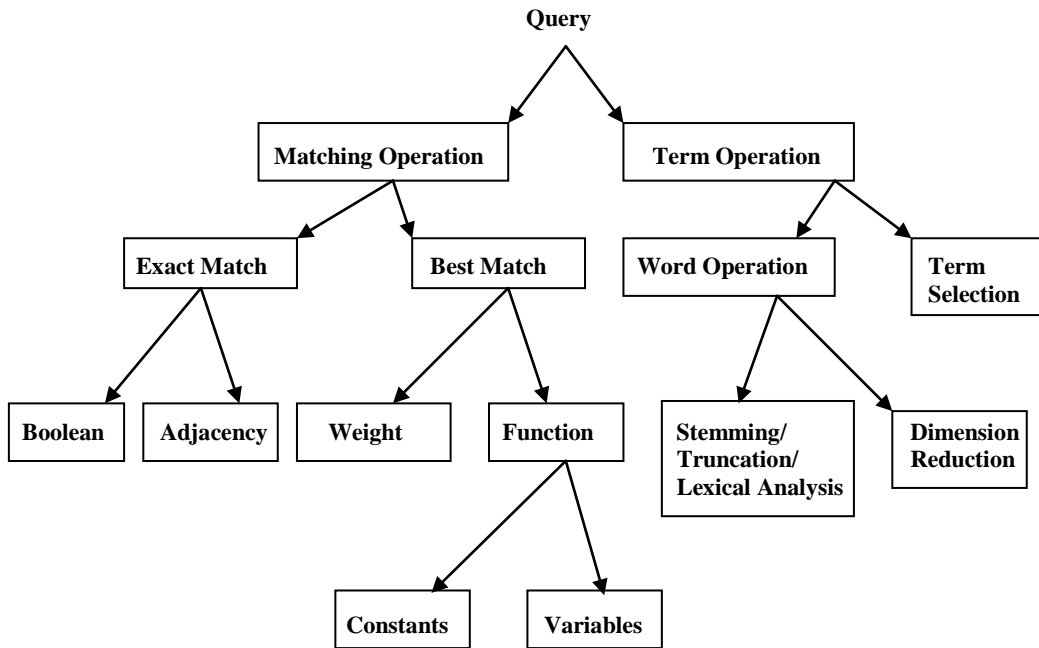 Query
Matching Operation
Term Operation
Exact Match
Best Match
Word Operation
Term
Selection
Boolean
Adjacency
Weight
Function
Stemming/
Truncation/
Lexical Analysis
Dimension
Reduction
Constants
Variables